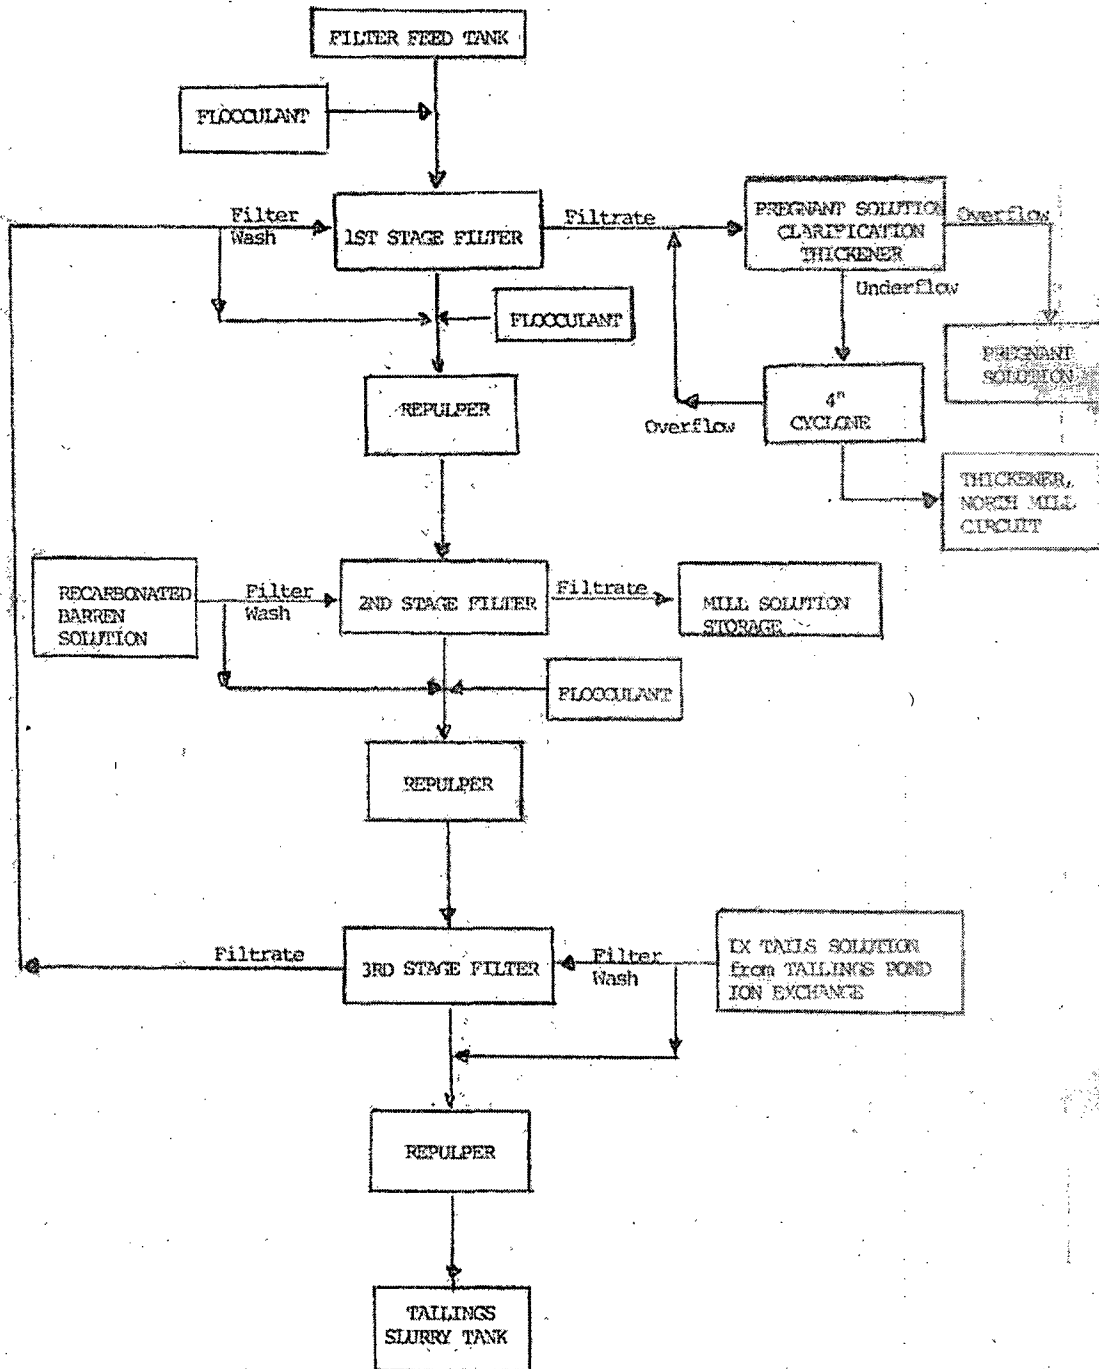 FILTER FEED TANK
FLOCCULANT
Filter
Wash
1ST STAGE FILTER
Filtrate
PREGNANT SOLUTION
CLARIFICATION
THICKENER
Overflow
Underflow
FLOCCULANT
PREGNANT
SOLUTION
REPULPER
4"
CYCLONE
Overflow
THICKENER,
NORTH MILL
CIRCUIT
RECARBONATED
BARREN
SOLUTION
Filter
Wash
2ND STAGE FILTER
Filtrate
MILL SOLUTION
STORAGE
FLOCCULANT
REPULPER
Filtrate
3RD STAGE FILTER
Filter
Wash
IX TAILS SOLUTION
from TAILINGS POND
ION EXCHANGE
REPULPER
TAILINGS
SLURRY TANK